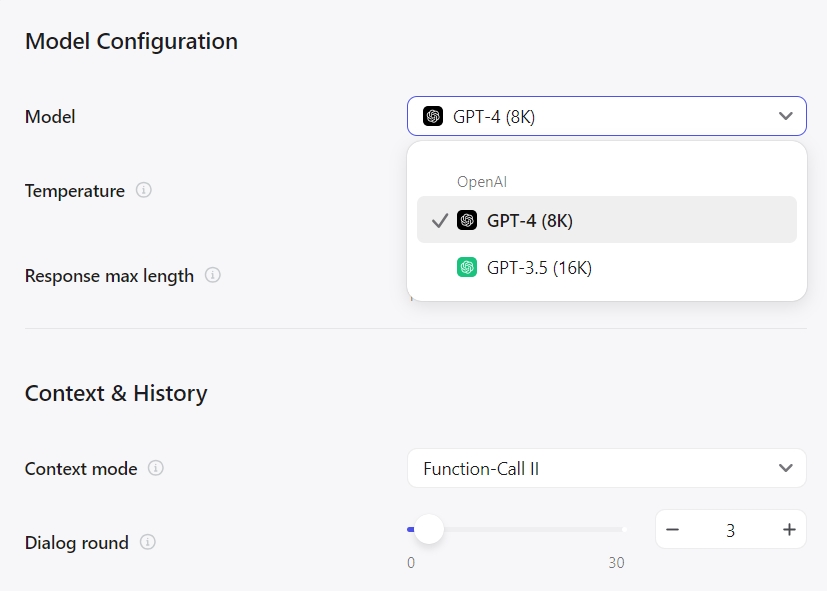 Model Configuration
Model
GPT-4 (8K)
OpenAI
GPT-4 (8K)
GPT-3.5 (16K)
Temperature
Response max length
Context & History
Context mode
Function-Call II
Dialog round
3
0
30